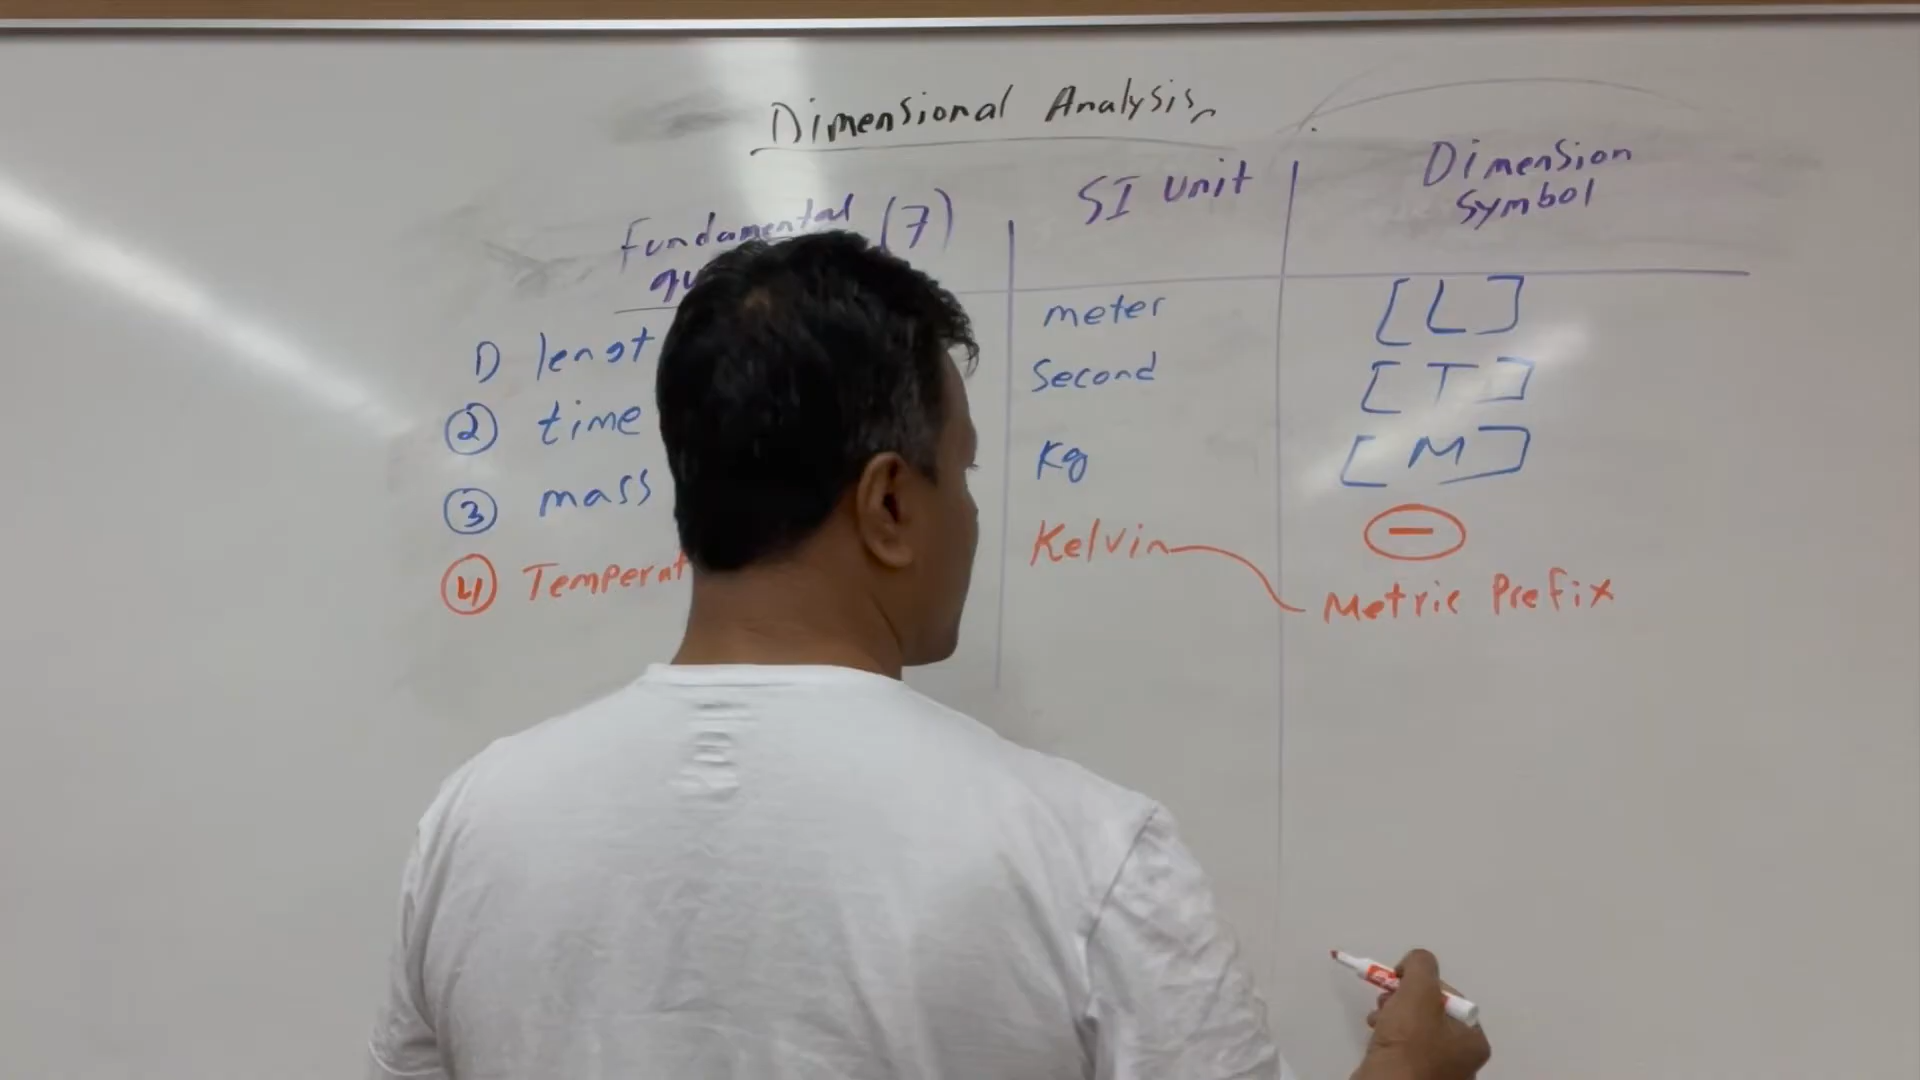 Dimensional Analysis
Fundamental (7)
SI Unit
Dimension
Symbol
1) lengt
meter
[L]
② time
Second
[T]
③ mass
Kg
[M]
④ Temperat
Kelvin
Metric Prefix